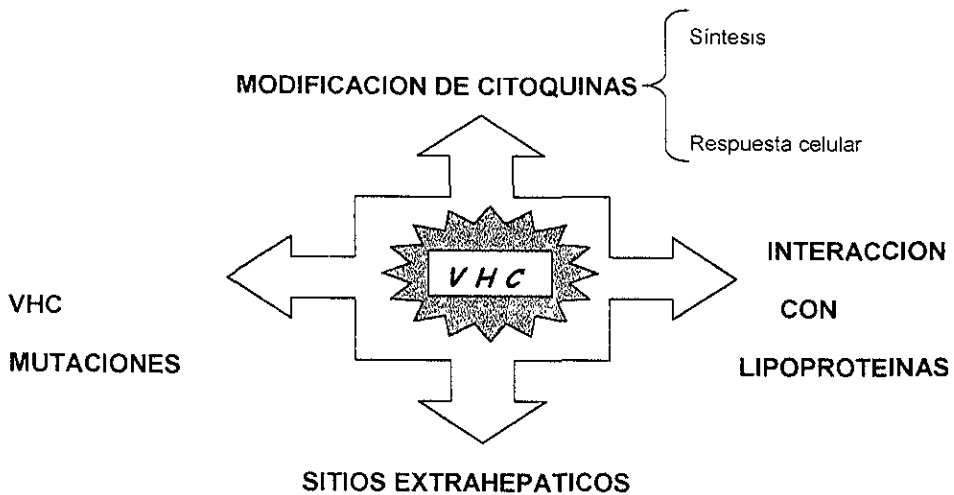 Síntesis
MODIFICACION DE CITOQUINAS
Respuesta celular
VHC
INTERACCION
VHC
CON
MUTACIONES
LIPOPROTEINAS
SITIOS EXTRAHEPATICOS